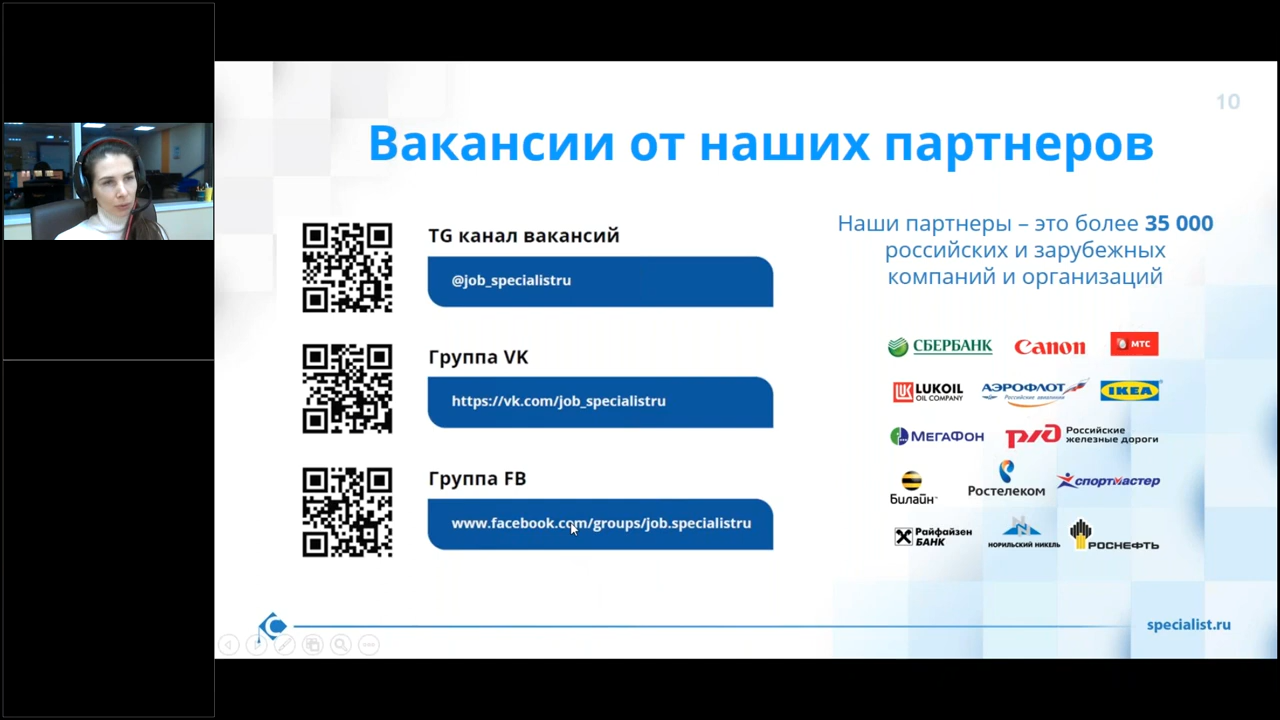 10
Вакансии от наших партнеров
TG канал вакансий
@job_specialistru
Группа VK
https://vk.com/job_specialistru
Группа FB
www.facebook.com/groups/job.specialistru
Наши партнеры – это более 35 000
российских и зарубежных
компаний и организаций
СБЕРБАНК
Canon
МТС
LUKOIL
OIL COMPANY
АЭРОФЛОТ
Российские авиалинии
IKEA
МЕГАФОН
РЖД
Российские
железные дороги
Билайн
Ростелеком
СПОРТМАСТЕР
Райффайзен
БАНК
НОРИЛЬСКИЙ НИКЕЛЬ
РОСНЕФТЬ
specialist.ru